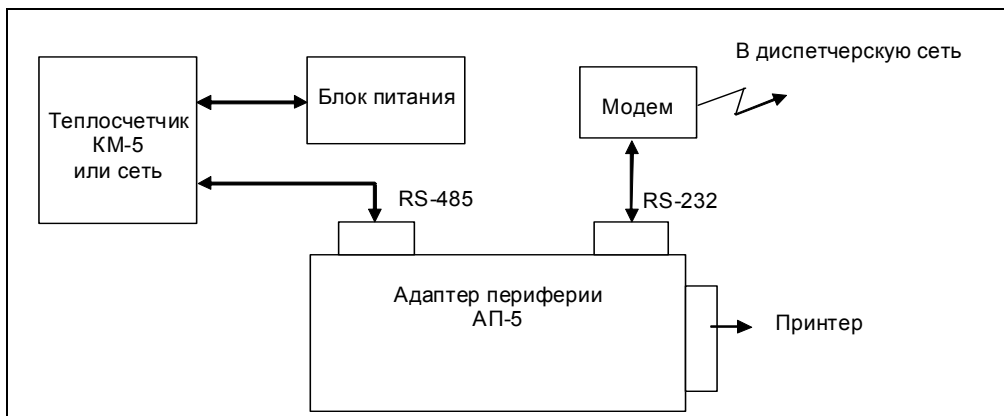 Теплосчетчик
КМ-5
или сеть
Блок питания
Модем
В диспетчерскую сеть
RS-485
RS-232
Адаптер периферии
АП-5
Принтер